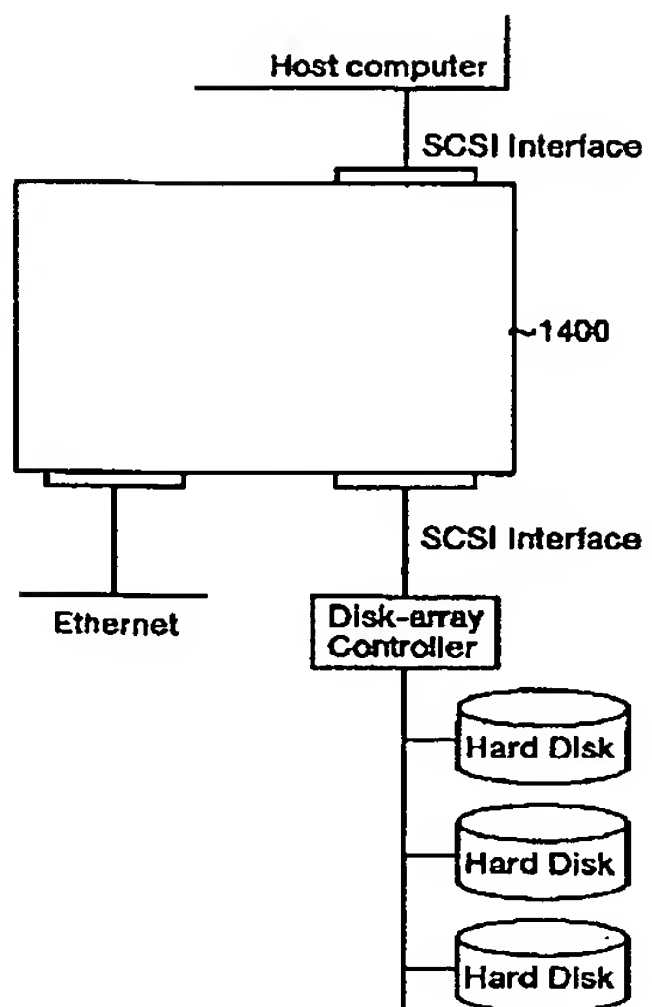 Host computer
SCSI Interface
1400
SCSI Interface
Ethernet
Disk-array
Controller
Hard Disk
Hard Disk
Hard Disk